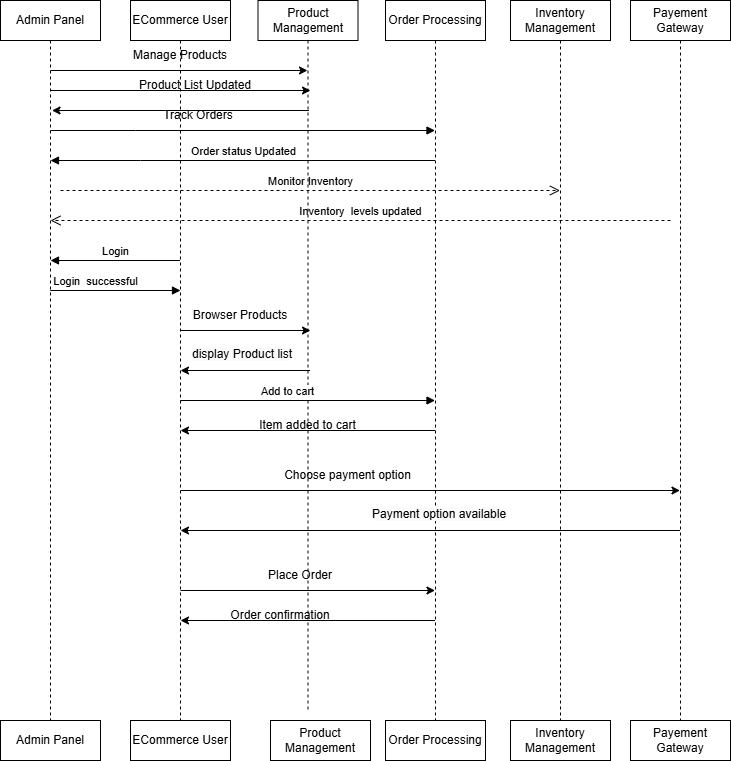 Admin Panel
ECommerce User
Product
Management
Order Processing
Inventory
Management
Payement
Gateway
Manage Products
Product List Updated
Track Orders
Order status Updated
Monitor Inventory
Inventory levels updated
Login
Login successful
Browser Products
display Product list
Add to cart
Item added to cart
Choose payment option
Payment option available
Place Order
Order confirmation
Admin Panel
ECommerce User
Product
Management
Order Processing
Inventory
Management
Payement
Gateway